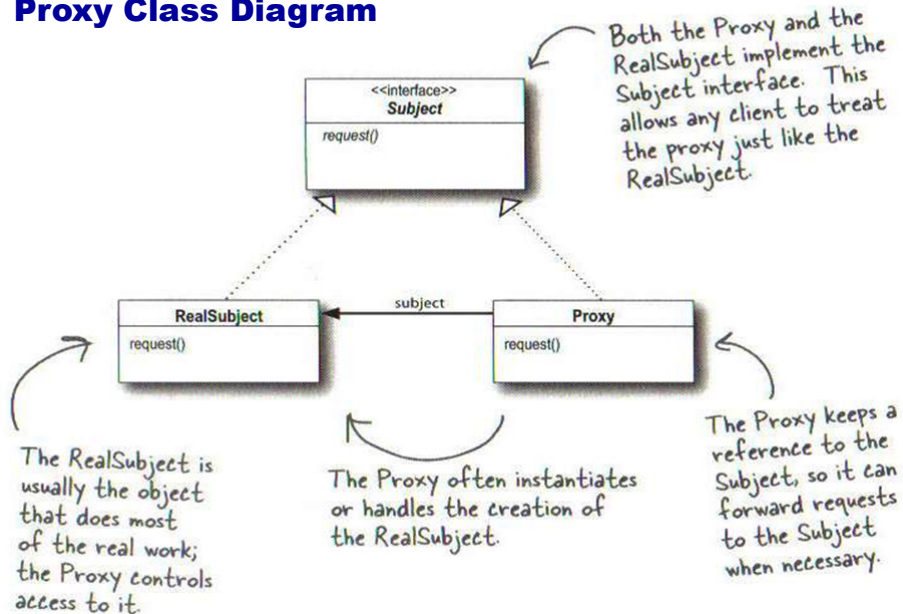 Proxy Class Diagram
Both the Proxy and the
RealSubject implement the
Subject interface. This
allows any client to treat
the proxy just like the
RealSubject.
<<interface>>
Subject
request()
RealSubject
request()
subject
Proxy
request()
The RealSubject is
usually the object
that does most
of the real work;
the Proxy controls
access to it.
The Proxy often instantiates
or handles the creation of
the RealSubject.
The Proxy keeps a
reference to the
Subject, so it can
forward requests
to the Subject
when necessary.